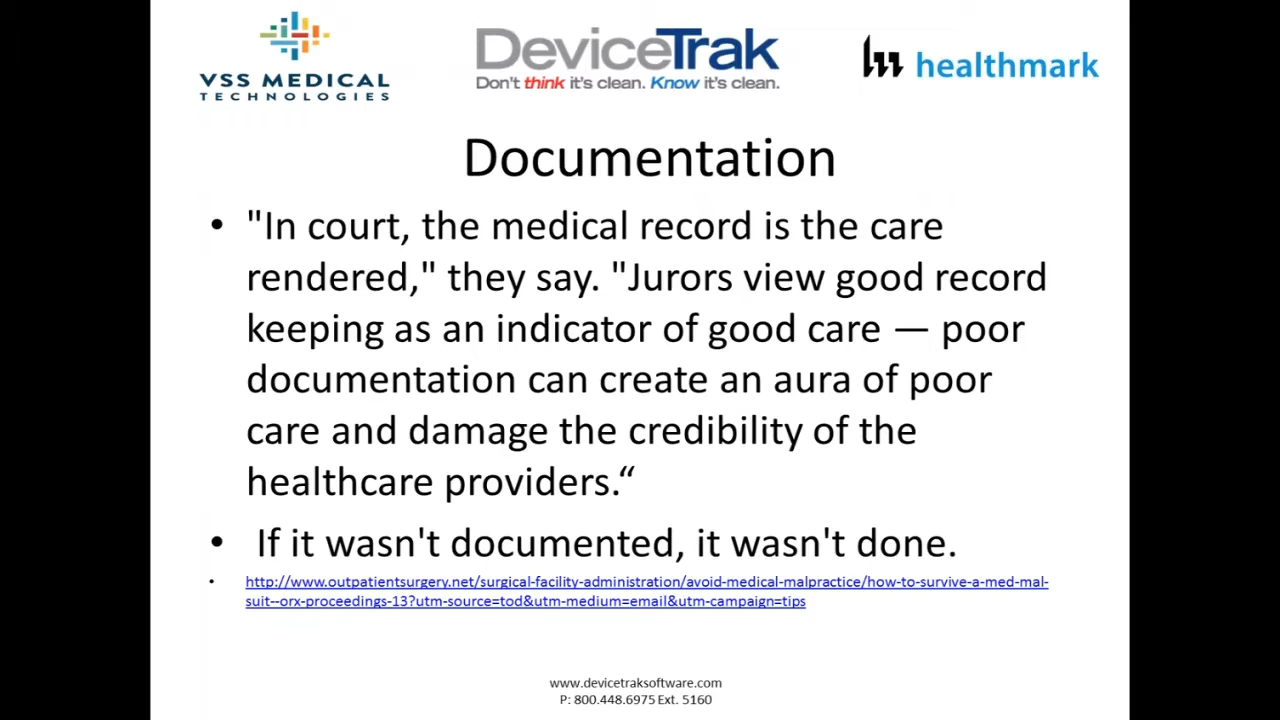 VSS MEDICAL
TECHNOLOGIES
DeviceTrak
Don't think it's clean. Know it's clean.
healthmark
Documentation
• "In court, the medical record is the care
rendered," they say. "Jurors view good record
keeping as an indicator of good care — poor
documentation can create an aura of poor
care and damage the credibility of the
healthcare providers.“
• If it wasn't documented, it wasn't done.
• http://www.outpatientsurgery.net/surgical-facility-administration/avoid-medical-malpractice/how-to-survive-a-med-mal-
suit--orx-proceedings-13?utm-source=tod&utm-medium=email&utm-campaign=tips
www.devicetraksoftware.com
P: 800.448.6975 Ext. 5160